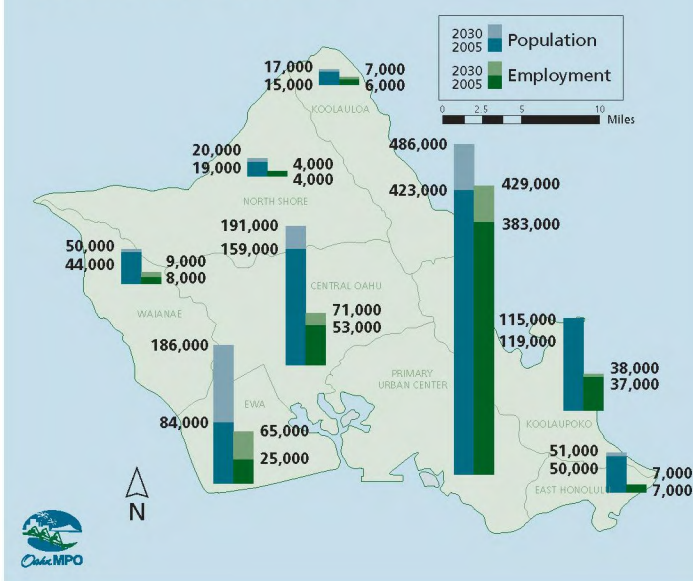 2030
2005
Population
2030
2005
Employment
0 2.5 5 10
Miles
17,000
15,000
7,000
6,000
KOOLAULOA
20,000
19,000
4,000
4,000
NORTH SHORE
486,000
423,000
429,000
383,000
191,000
159,000
71,000
53,000
CENTRAL OAHU
50,000
44,000
9,000
8,000
WAIANAE
186,000
84,000
65,000
25,000
EWA
PRIMARY
URBAN CENTER
115,000
119,000
38,000
37,000
KOOLAUPOKO
51,000
50,000
7,000
7,000
EAST HONOLULU
N
OahuMPO